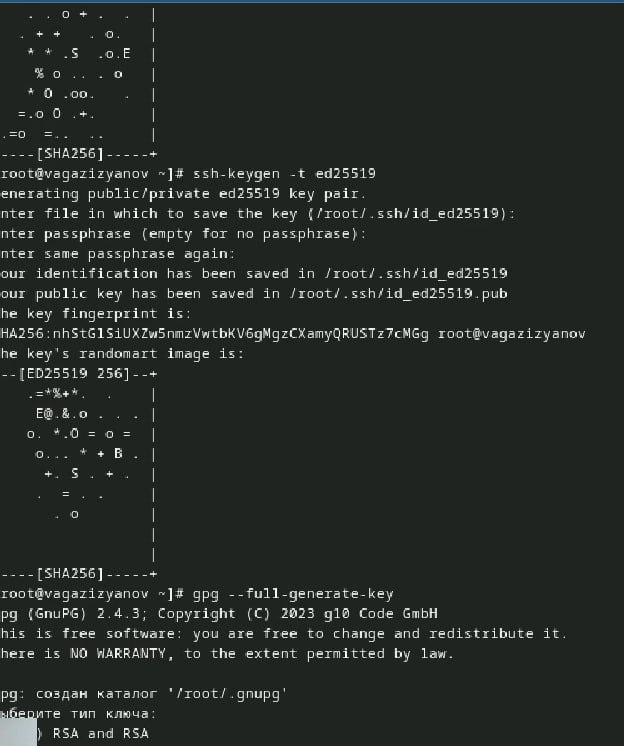 . . o + .  .  |
. + +   . o.   |
* * .S  .o.E  |
% o .. . o   |
* O .oo.   .  |
=.o O .+.      |
.=o  =..  ..     |
----[SHA256]-----+
root@vagazizyanov ~]# ssh-keygen -t ed25519
enerating public/private ed25519 key pair.
nter file in which to save the key (/root/.ssh/id_ed25519):
nter passphrase (empty for no passphrase):
nter same passphrase again:
our identification has been saved in /root/.ssh/id_ed25519
our public key has been saved in /root/.ssh/id_ed25519.pub
he key fingerprint is:
HA256:nhStGlSiUXZw5nmzVwtbKV6gMgzCXamyQRUSTz7cMGg root@vagazizyanov
he key's randomart image is:
--[ED25519 256]--+
.=*%+*.  .    |
E@.&.o . . . |
o. *.O = o =  |
o... * + B . |
+. S . + .  |
.  = . .     |
. o        |
|
|
----[SHA256]-----+
root@vagazizyanov ~]# gpg --full-generate-key
pg (GnuPG) 2.4.3; Copyright (C) 2023 g10 Code GmbH
his is free software: you are free to change and redistribute it.
here is NO WARRANTY, to the extent permitted by law.
pg: создан каталог '/root/.gnupg'
ыберите тип ключа:
) RSA and RSA